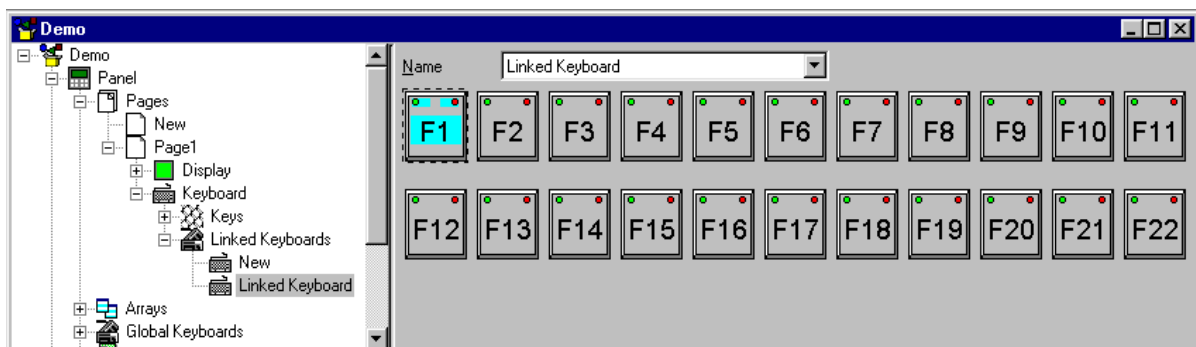 Demo
Demo
Panel
Pages
New
Page1
Display
Keyboard
Keys
Linked Keyboards
New
Linked Keyboard
Arrays
Global Keyboards
Name Linked Keyboard
F1 F2 F3 F4 F5 F6 F7 F8 F9 F10 F11
F12 F13 F14 F15 F16 F17 F18 F19 F20 F21 F22